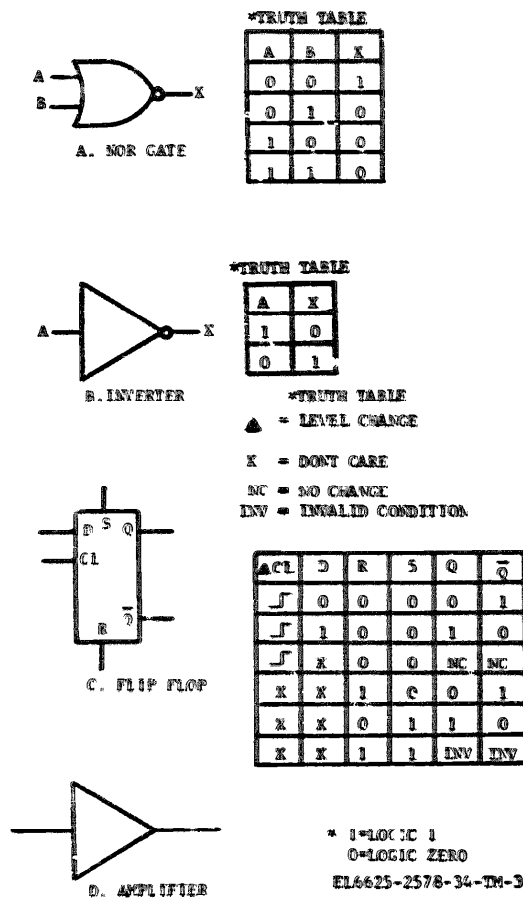 *TRUTH TABLE
A B X
0 0 1
0 1 0
1 0 0
1 1 0
A
B
X
A. NOR GATE
*TRUTH TABLE
A X
1 0
0 1
A
X
B. INVERTER
*TRUTH TABLE
▲ = LEVEL CHANGE
X = DONT CARE
NC = NO CHANGE
INV = INVALID CONDITION
D S Q
CL
R Q̅
C. FLIP FLOP
▲CL D R S Q Q̅
0 0 0 0 1
1 0 0 1 0
X 0 0 NC NC
X X 1 0 0 1
X X 0 1 1 0
X X 1 1 INV INV
D. AMPLIFIER
* 1=LOGIC 1
0=LOGIC ZERO
EL6625-2578-34-TM-3